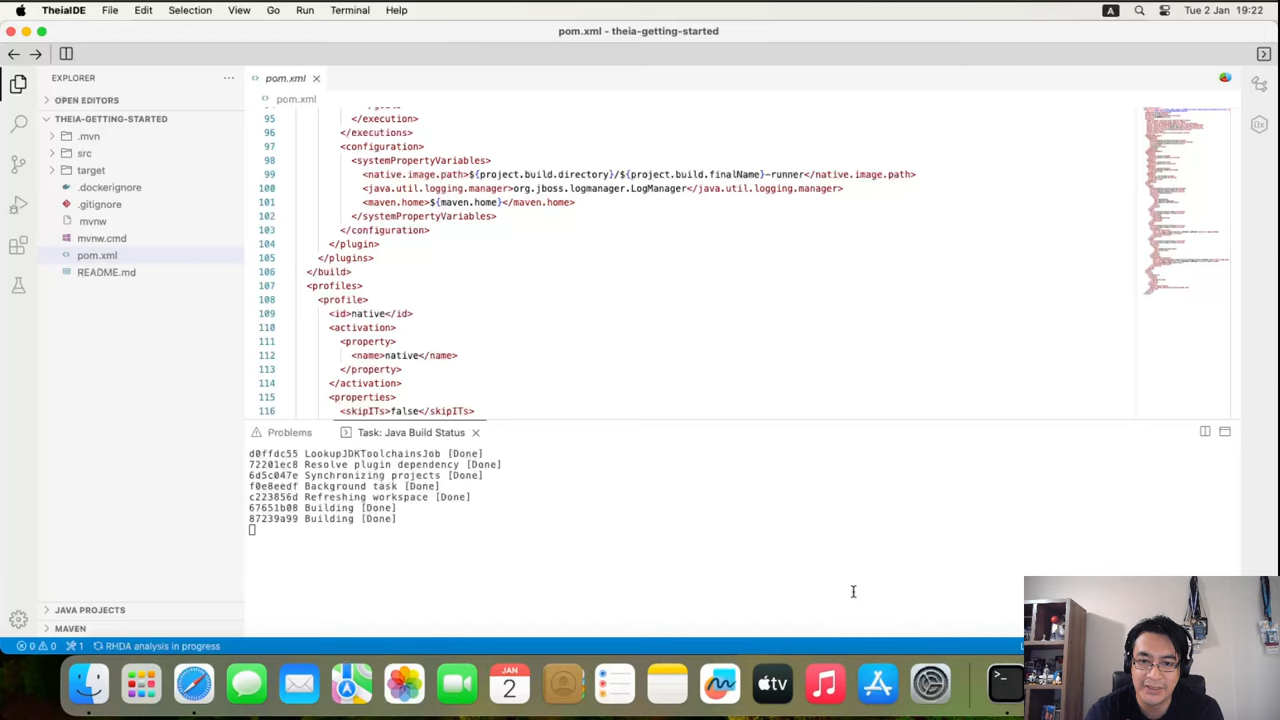 TheiaIDE File Edit Selection View Go Run Terminal Help A Tue 2 Jan 19:22
pom.xml - theia-getting-started
EXPLORER
OPEN EDITORS
THEIA-GETTING-STARTED
.mvn
src
target
.dockerignore
.gitignore
mvnw
mvnw.cmd
pom.xml
README.md
JAVA PROJECTS
MAVEN
pom.xml
pom.xml
95 </execution>
96 </executions>
97 <configuration>
98 <systemPropertyVariables>
99 <native.image.path>${project.build.directory}/${project.build.finalName}-runner</native.image.path>
100 <java.util.logging.manager>org.jboss.logmanager.LogManager</java.util.logging.manager>
101 <maven.home>${maven.home}</maven.home>
102 </systemPropertyVariables>
103 </configuration>
104 </plugin>
105 </plugins>
106 </build>
107 <profiles>
108 <profile>
109 <id>native</id>
110 <activation>
111 <property>
112 <name>native</name>
113 </property>
114 </activation>
115 <properties>
116 <skipITs>false</skipITs>
Problems Task: Java Build Status
d0ffdc55 LookupJDKToolchainsJob [Done]
72201ec8 Resolve plugin dependency [Done]
6d5c047e Synchronizing projects [Done]
f0e8eedf Background task [Done]
c223856d Refreshing workspace [Done]
67651b08 Building [Done]
87239a99 Building [Done]
0 0 1 RHDA analysis in progress
JAN
2
tv